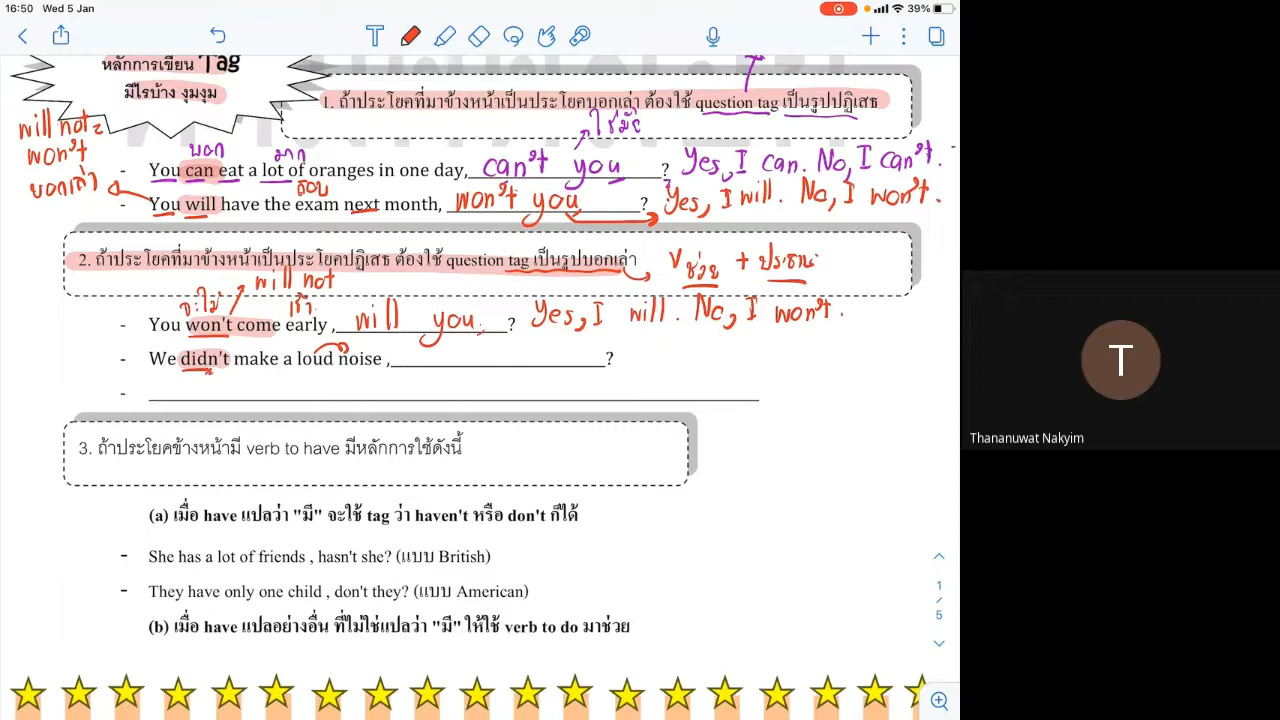 16:50 Wed 5 Jan
39%
หลักการเขียน Tag
มีไรบ้าง งุมงุม
1. ถ้าประโยคที่มาข้างหน้าเป็นประโยคบอกเล่า ต้องใช้ question tag เป็นรูปปฏิเสธ
ใช่มั้ย
will not =
won't
บอกเล่า
บอก มาก
- You can eat a lot of oranges in one day, can't you ? Yes, I can. No, I can't.
สอบ
- You will have the exam next month, won't you ? Yes, I will. No, I won't.
2. ถ้าประโยคที่มาข้างหน้าเป็นประโยคปฏิเสธ ต้องใช้ question tag เป็นรูปบอกเล่า
V ช่วย + ประธาน
จะไม่ will not เช้า
- You won't come early , will you ? Yes, I will. No, I won't.
- We didn't make a loud noise , ?
-
3. ถ้าประโยคข้างหน้ามี verb to have มีหลักการใช้ดังนี้
(a) เมื่อ have แปลว่า "มี" จะใช้ tag ว่า haven't หรือ don't ก็ได้
- She has a lot of friends , hasn't she? (แบบ British)
- They have only one child , don't they? (แบบ American)
(b) เมื่อ have แปลอย่างอื่น ที่ไม่ใช่แปลว่า "มี" ให้ใช้ verb to do มาช่วย
1
/
5
T
Thananuwat Nakyim